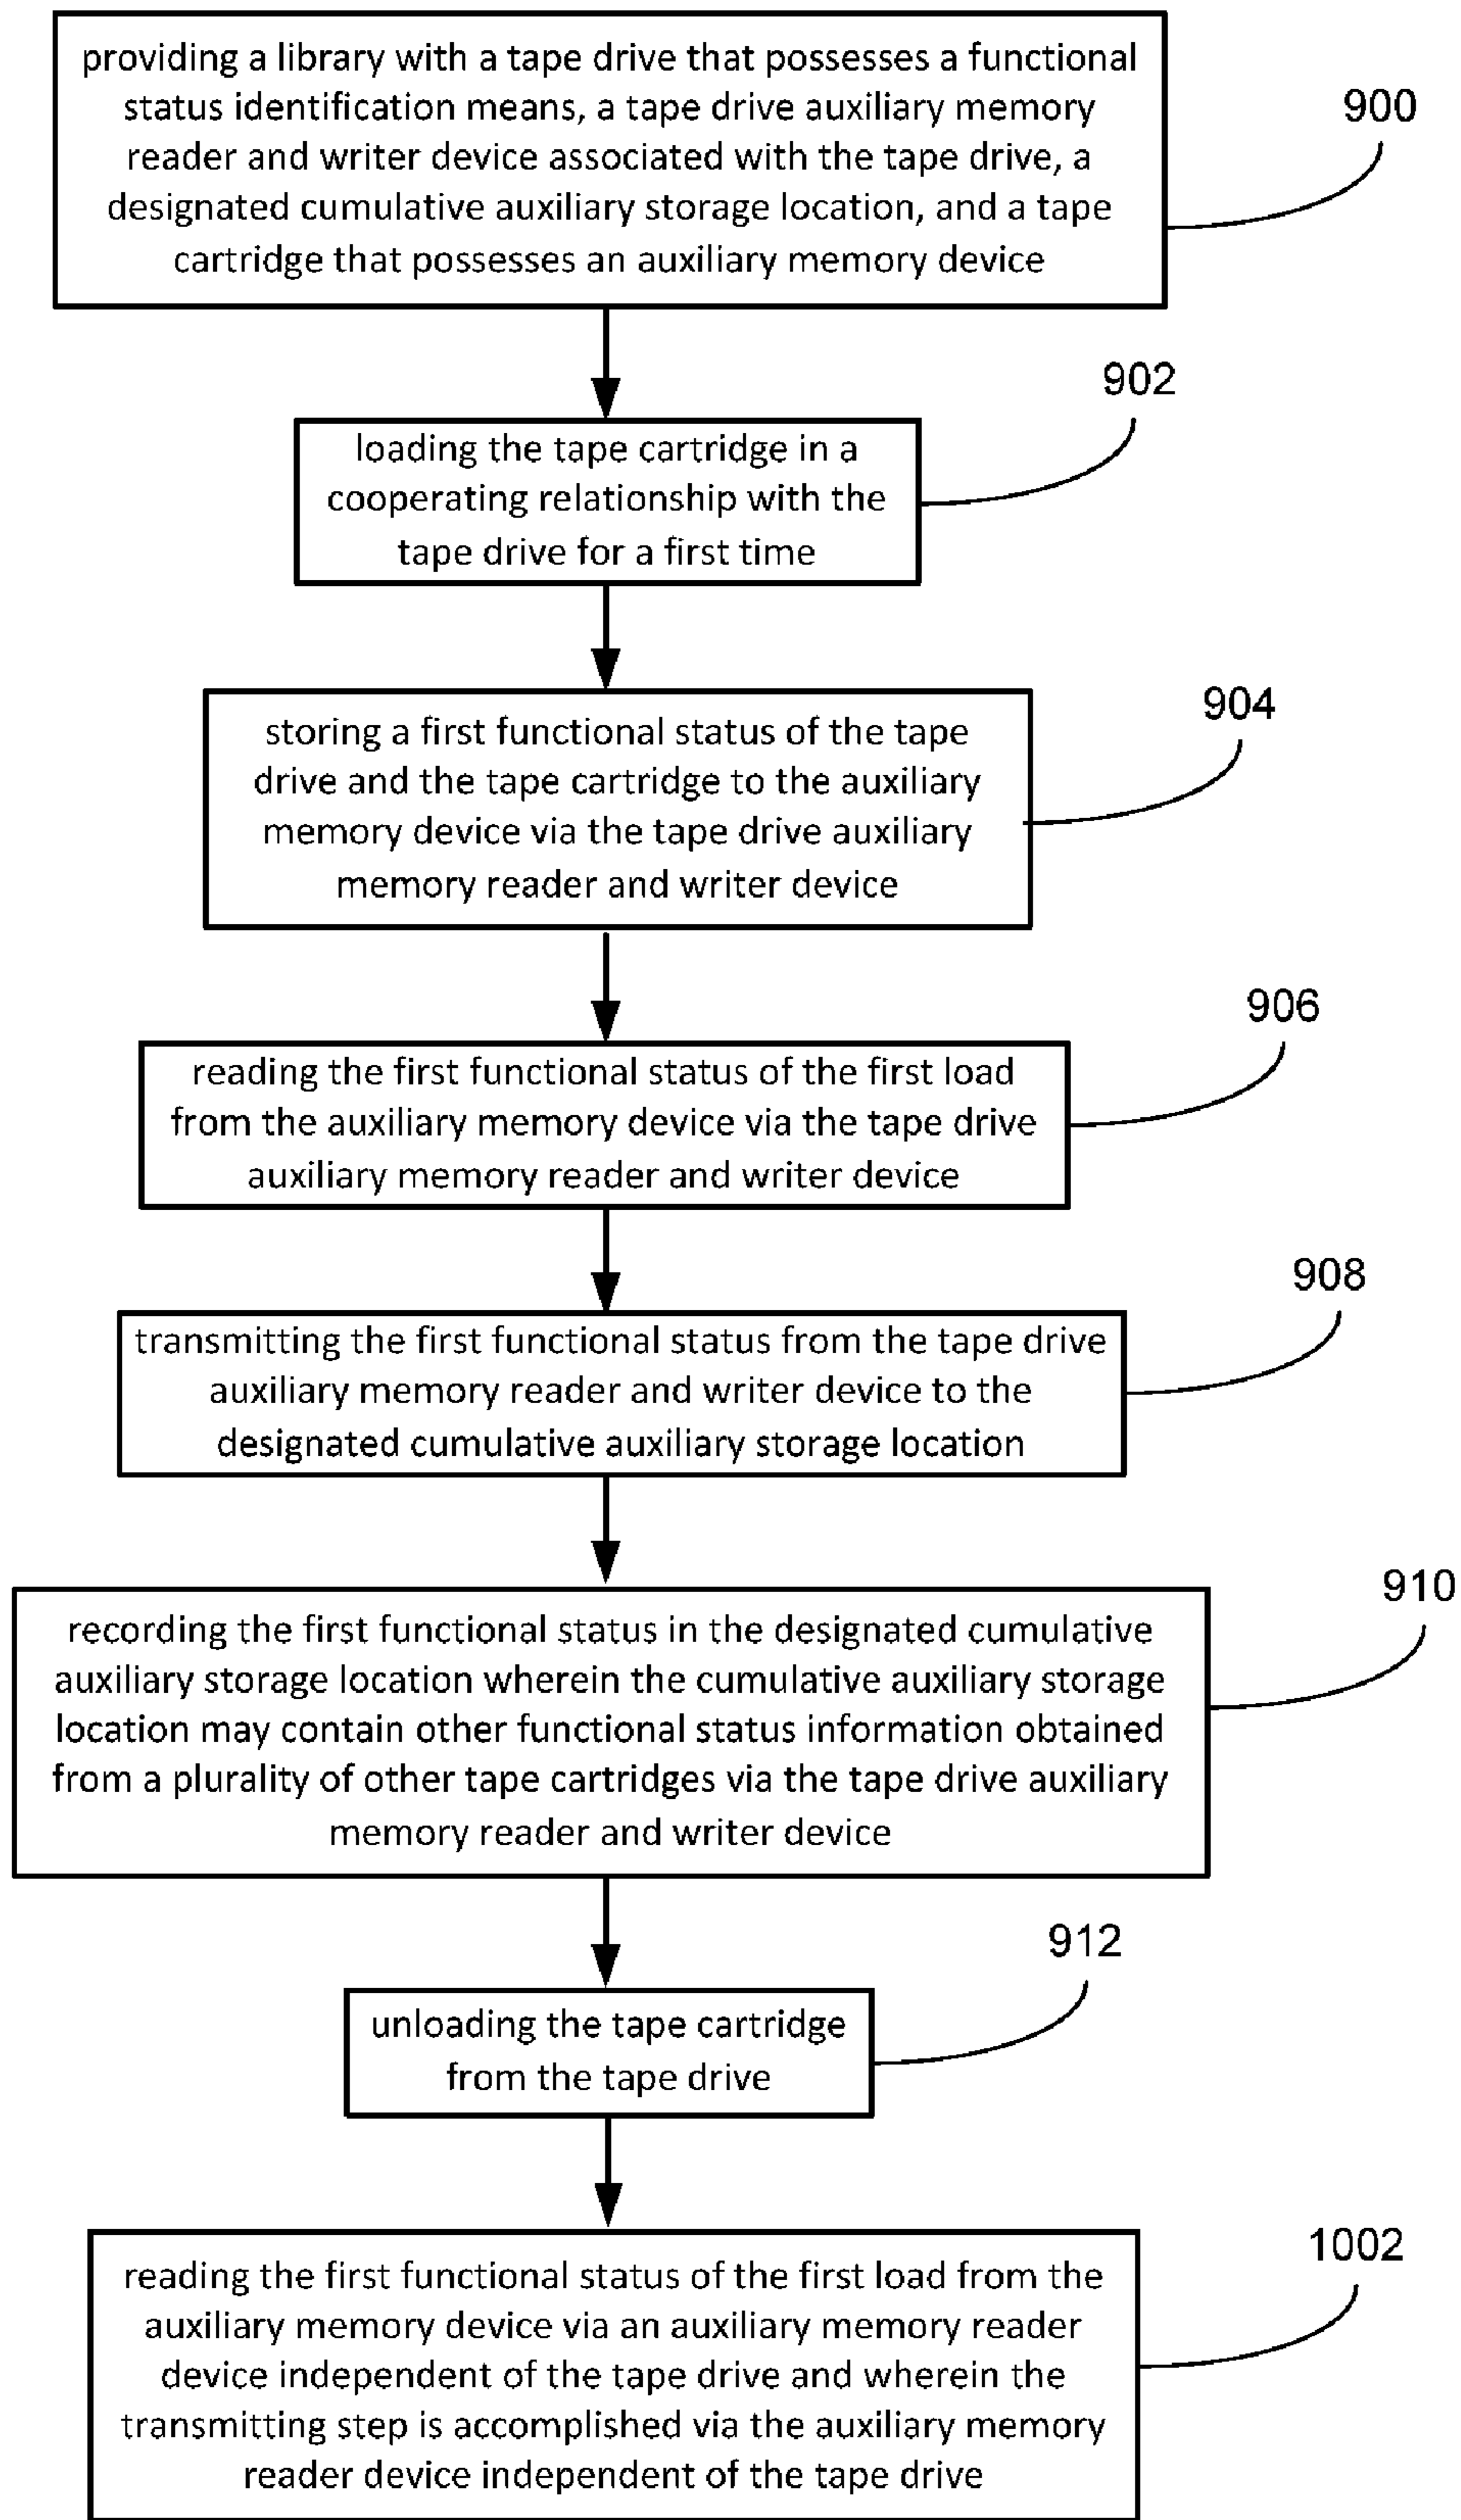 providing a library with a tape drive that possesses a functional
status identification means, a tape drive auxiliary memory
reader and writer device associated with the tape drive, a
designated cumulative auxiliary storage location, and a tape
cartridge that possesses an auxiliary memory device
900
902
loading the tape cartridge in a
cooperating relationship with the
tape drive for a first time
904
storing a first functional status of the tape
drive and the tape cartridge to the auxiliary
memory device via the tape drive auxiliary
memory reader and writer device
906
reading the first functional status of the first load
from the auxiliary memory device via the tape drive
auxiliary memory reader and writer device
908
transmitting the first functional status from the tape drive
auxiliary memory reader and writer device to the
designated cumulative auxiliary storage location
910
recording the first functional status in the designated cumulative
auxiliary storage location wherein the cumulative auxiliary storage
location may contain other functional status information obtained
from a plurality of other tape cartridges via the tape drive auxiliary
memory reader and writer device
912
unloading the tape cartridge
from the tape drive
1002
reading the first functional status of the first load from the
auxiliary memory device via an auxiliary memory reader
device independent of the tape drive and wherein the
transmitting step is accomplished via the auxiliary memory
reader device independent of the tape drive